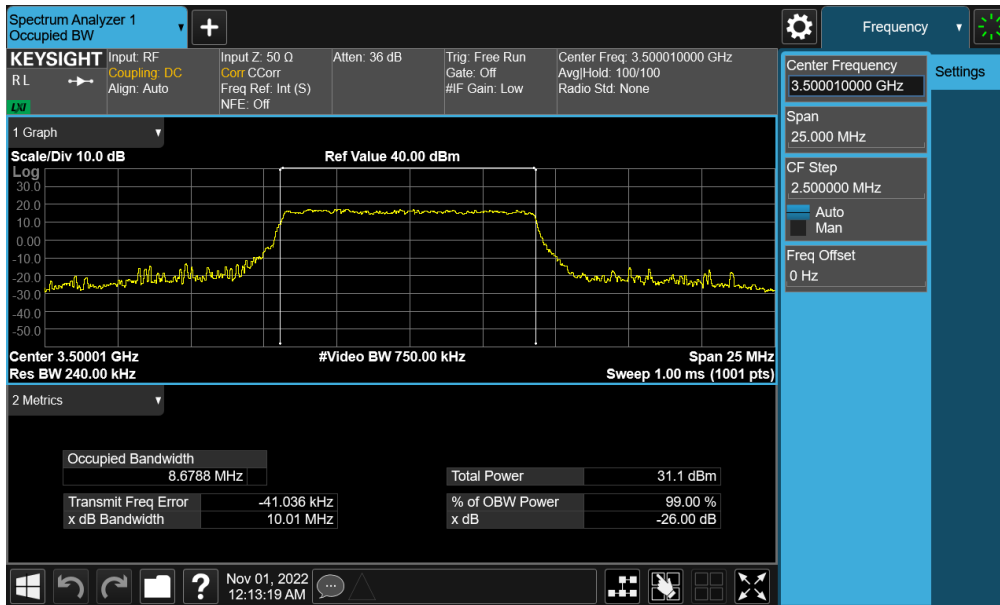 Spectrum Analyzer 1
Occupied BW
Frequency
KEYSIGHT
R L
LXI
Input: RF
Coupling: DC
Align: Auto
Input Z: 50 Ω
Corr CCorr
Freq Ref: Int (S)
NFE: Off
Atten: 36 dB
Trig: Free Run
Gate: Off
#IF Gain: Low
Center Freq: 3.500010000 GHz
Avg|Hold: 100/100
Radio Std: None
Center Frequency
3.500010000 GHz
Settings
Span
25.000 MHz
CF Step
2.500000 MHz
Auto
Man
Freq Offset
0 Hz
1 Graph
Scale/Div 10.0 dB
Ref Value 40.00 dBm
Log
30.0
20.0
10.0
0.00
-10.0
-20.0
-30.0
-40.0
-50.0
Center 3.50001 GHz
#Video BW 750.00 kHz
Span 25 MHz
Res BW 240.00 kHz
Sweep 1.00 ms (1001 pts)
2 Metrics
Occupied Bandwidth
8.6788 MHz
Total Power 31.1 dBm
Transmit Freq Error -41.036 kHz
% of OBW Power 99.00 %
x dB Bandwidth 10.01 MHz
x dB -26.00 dB
?
Nov 01, 2022
12:13:19 AM